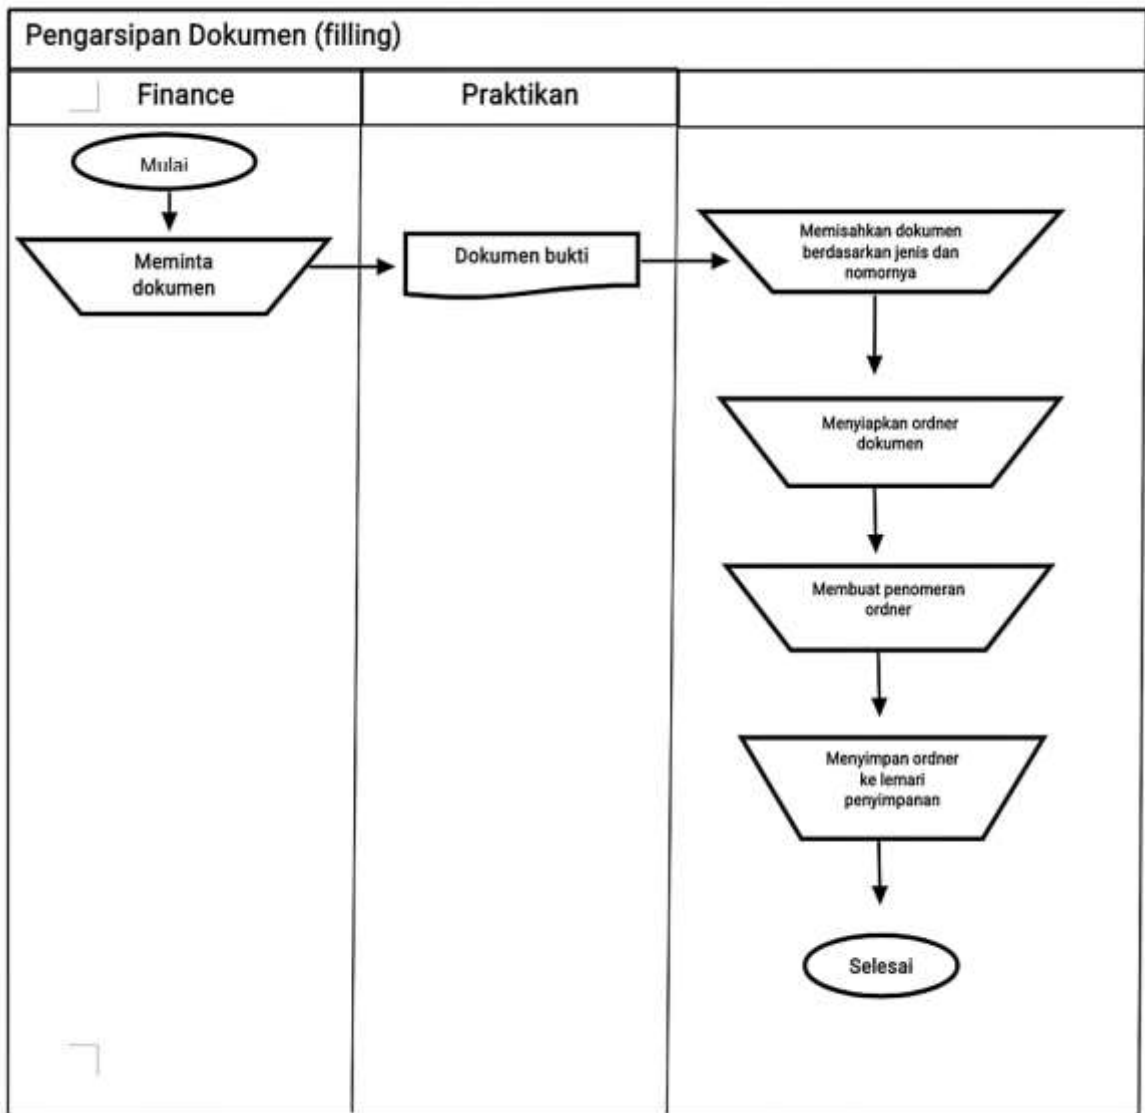 Pengarsipan Dokumen (filling)
Finance
Praktikan
Mulai
Meminta
dokumen
Dokumen bukti
Memisahkan dokumen
berdasarkan jenis dan
nomornya
Menyiapkan ordner
dokumen
Membuat penomeran
ordner
Menyimpan ordner
ke lemari
penyimpanan
Selesai